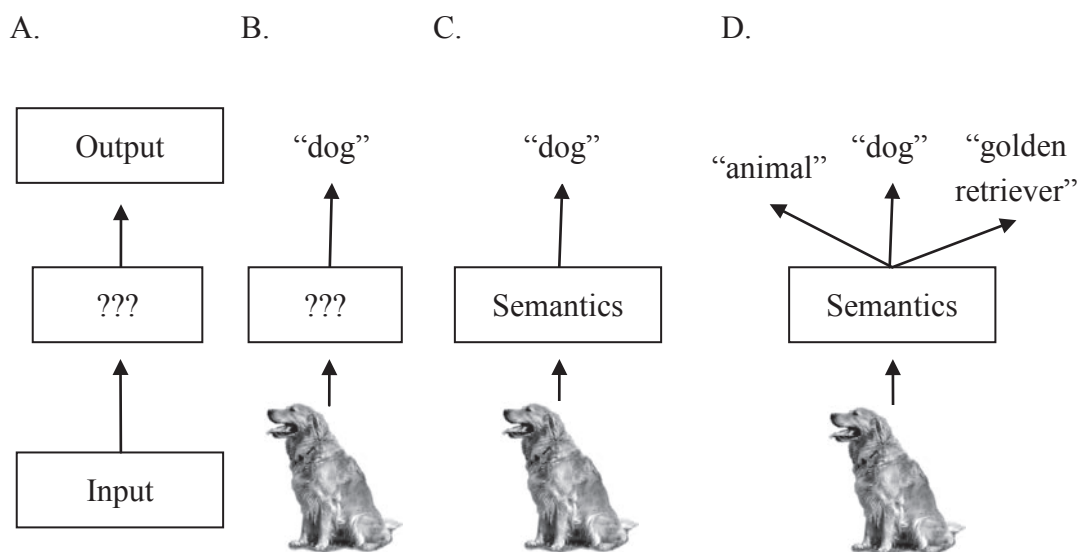 A.
B.
C.
D.
Output
“dog”
“dog”
“animal”
“dog”
“golden
retriever”
???
???
Semantics
Semantics
Input